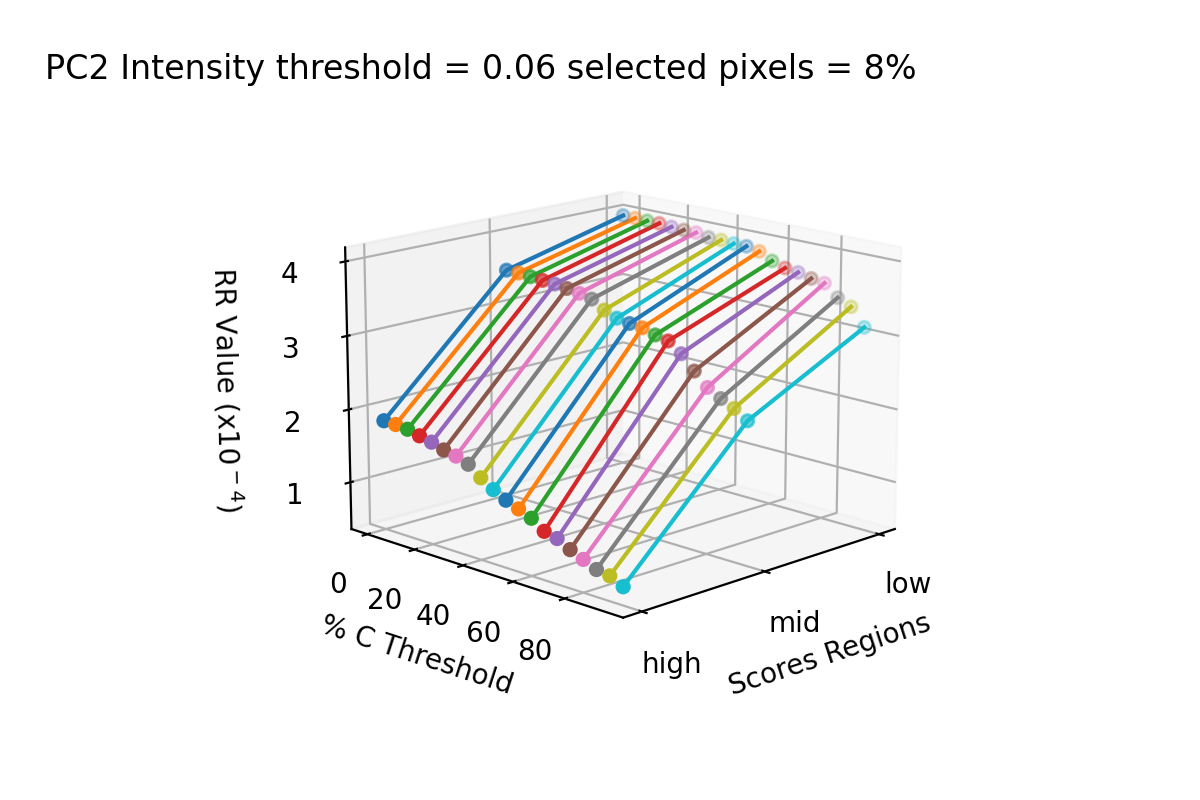 PC2 Intensity threshold = 0.06 selected pixels = 8%
RR Value (x10⁻⁴)
4
3
2
1
0
20
40
60
80
% C Threshold
high
mid
low
Scores Regions